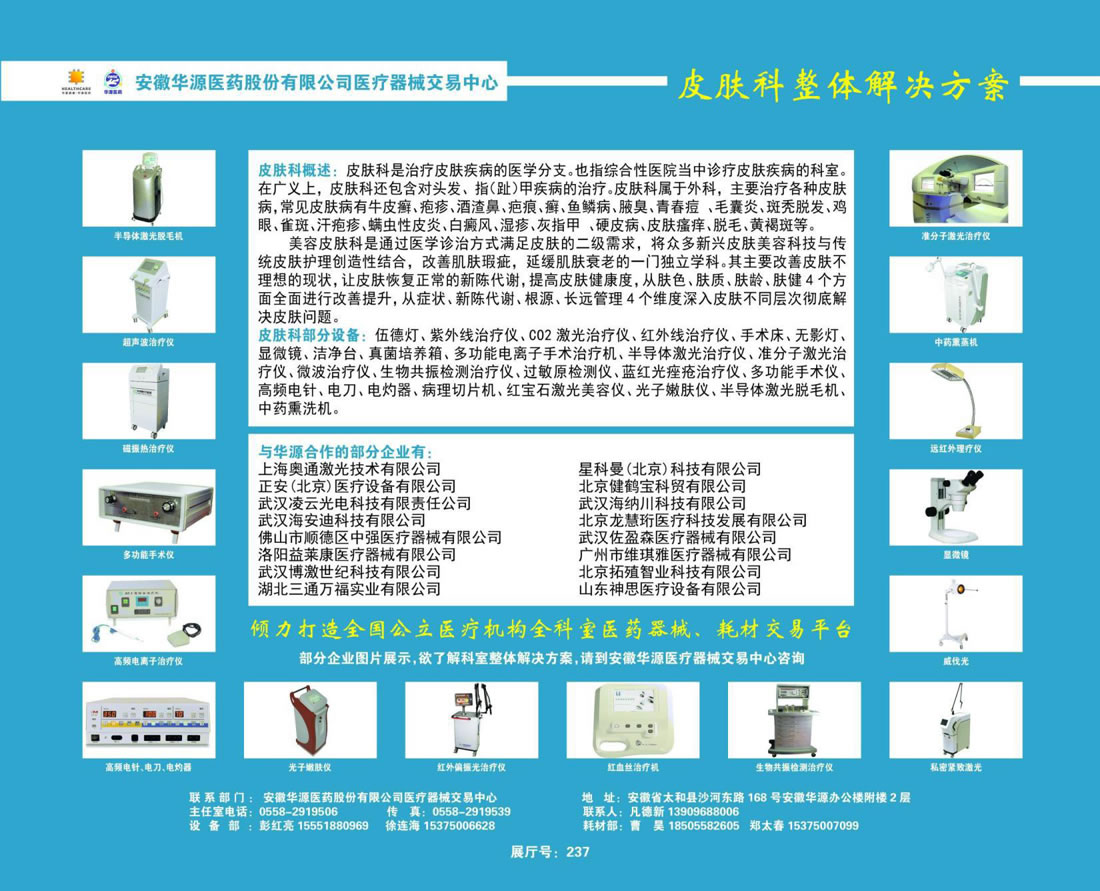 HEALTHCARE
华源医药
安徽华源医药股份有限公司医疗器械交易中心
皮肤科整体解决方案
皮肤科概述：皮肤科是治疗皮肤疾病的医学分支。也指综合性医院当中诊疗皮肤疾病的科室。
在广义上，皮肤科还包含对头发、指(趾)甲疾病的治疗。皮肤科属于外科，主要治疗各种皮肤
病，常见皮肤病有牛皮癣、疱疹、酒渣鼻、疤痕、癣、鱼鳞病、腋臭、青春痘 、毛囊炎、斑秃脱发、鸡
眼、雀斑、汗疱疹、螨虫性皮炎、白癜风、湿疹、灰指甲 、硬皮病、皮肤瘙痒、脱毛、黄褐斑等。
美容皮肤科是通过医学诊治方式满足皮肤的二级需求，将众多新兴皮肤美容科技与传
统皮肤护理创造性结合，改善肌肤瑕疵，延缓肌肤衰老的一门独立学科。其主要改善皮肤不
理想的现状，让皮肤恢复正常的新陈代谢，提高皮肤健康度，从肤色、肤质、肤龄、肤健4个方
面全面进行改善提升，从症状、新陈代谢、根源、长远管理4个维度深入皮肤不同层次彻底解
决皮肤问题。
皮肤科部分设备：伍德灯、紫外线治疗仪、CO2激光治疗仪、红外线治疗仪、手术床、无影灯、
显微镜、洁净台、真菌培养箱、多功能电离子手术治疗机、半导体激光治疗仪、准分子激光治
疗仪、微波治疗仪、生物共振检测治疗仪、过敏原检测仪、蓝红光痤疮治疗仪、多功能手术仪、
高频电针、电刀、电灼器、病理切片机、红宝石激光美容仪、光子嫩肤仪、半导体激光脱毛机、
中药熏洗机。
与华源合作的部分企业有：
上海奥通激光技术有限公司
正安(北京)医疗设备有限公司
武汉凌云光电科技有限责任公司
武汉海安迪科技有限公司
佛山市顺德区中强医疗器械有限公司
洛阳益莱康医疗器械有限公司
武汉博激世纪科技有限公司
湖北三通万福实业有限公司
星科曼(北京)科技有限公司
北京健鹤宝科贸有限公司
武汉海纳川科技有限公司
北京龙慧珩医疗科技发展有限公司
武汉佐盈森医疗器械有限公司
广州市维琪雅医疗器械有限公司
北京拓殖智业科技有限公司
山东神思医疗设备有限公司
倾力打造全国公立医疗机构全科室医药器械、耗材交易平台
部分企业图片展示，欲了解科室整体解决方案，请到安徽华源医疗器械交易中心咨询
半导体激光脱毛机
超声波治疗仪
磁振热治疗仪
多功能手术仪
高频电离子治疗仪
准分子激光治疗仪
中药熏蒸机
远红外理疗仪
显微镜
威伐光
高频电针、电刀、电灼器
光子嫩肤仪
红外偏振光治疗仪
红血丝治疗机
生物共振检测治疗仪
私密紧致激光
联系部门：安徽华源医药股份有限公司医疗器械交易中心
主任室电话：0558-2919506 传 真：0558-2919539
设 备 部 ：彭红亮 15551880969 徐连海 15375006628
地 址：安徽省太和县沙河东路168号安徽华源办公楼附楼2层
联系人：凡德新 13909688006
耗材部：曹 昊 18505582605 郑太春 15375007099
展厅号：237